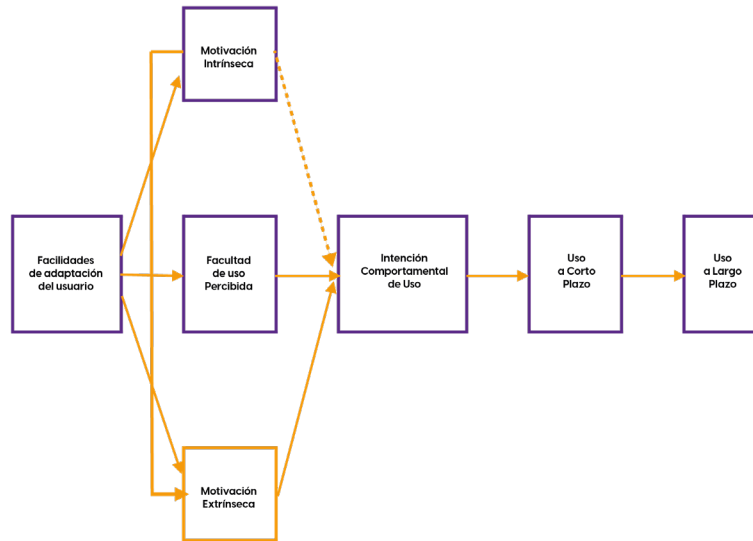 Motivación
Intrínseca
Facilidades
de adaptación
del usuario
Facultad
de uso
Percibida
Intención
Comportamental
de Uso
Uso
a Corto
Plazo
Uso
a Largo
Plazo
Motivación
Extrínseca